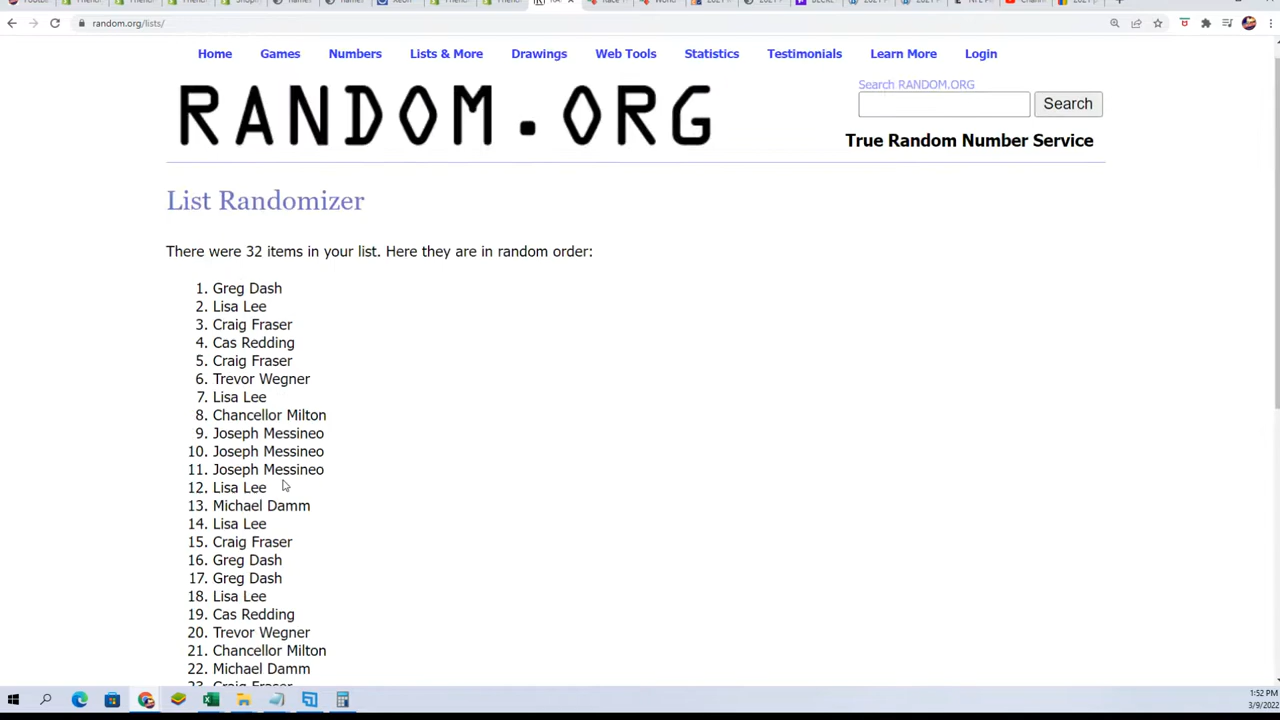 random.org/lists/
Home Games Numbers Lists & More Drawings Web Tools Statistics Testimonials Learn More Login
RANDOM.ORG
Search RANDOM.ORG
Search
True Random Number Service
List Randomizer
There were 32 items in your list. Here they are in random order:
1. Greg Dash
2. Lisa Lee
3. Craig Fraser
4. Cas Redding
5. Craig Fraser
6. Trevor Wegner
7. Lisa Lee
8. Chancellor Milton
9. Joseph Messineo
10. Joseph Messineo
11. Joseph Messineo
12. Lisa Lee
13. Michael Damm
14. Lisa Lee
15. Craig Fraser
16. Greg Dash
17. Greg Dash
18. Lisa Lee
19. Cas Redding
20. Trevor Wegner
21. Chancellor Milton
22. Michael Damm
23. Craig Fraser
1:52 PM
3/9/2022